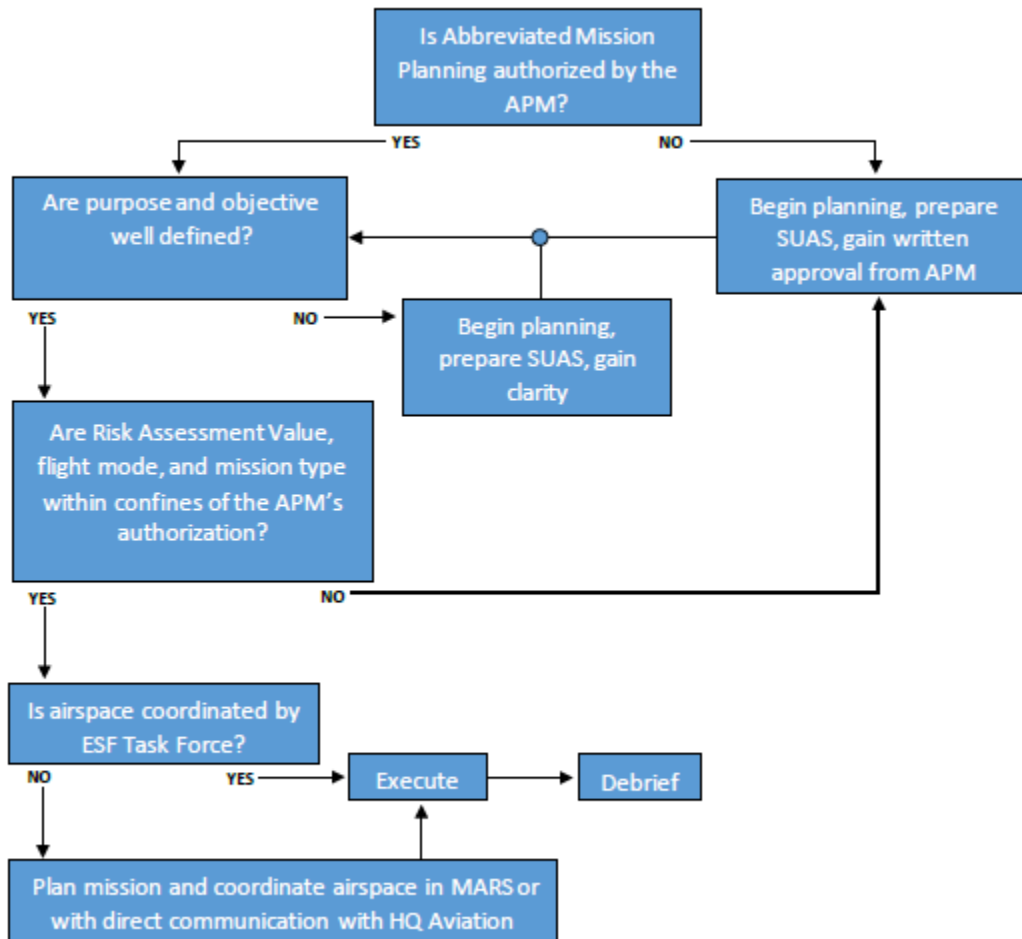 Is Abbreviated Mission
Planning authorized by the
APM?
YES
NO
Are purpose and objective
well defined?
Begin planning, prepare
SUAS, gain written
approval from APM
YES
NO
Begin planning,
prepare SUAS, gain
clarity
Are Risk Assessment Value,
flight mode, and mission type
within confines of the APM's
authorization?
YES
NO
Is airspace coordinated by
ESF Task Force?
NO
YES
Execute
Debrief
Plan mission and coordinate airspace in MARS or
with direct communication with HQ Aviation